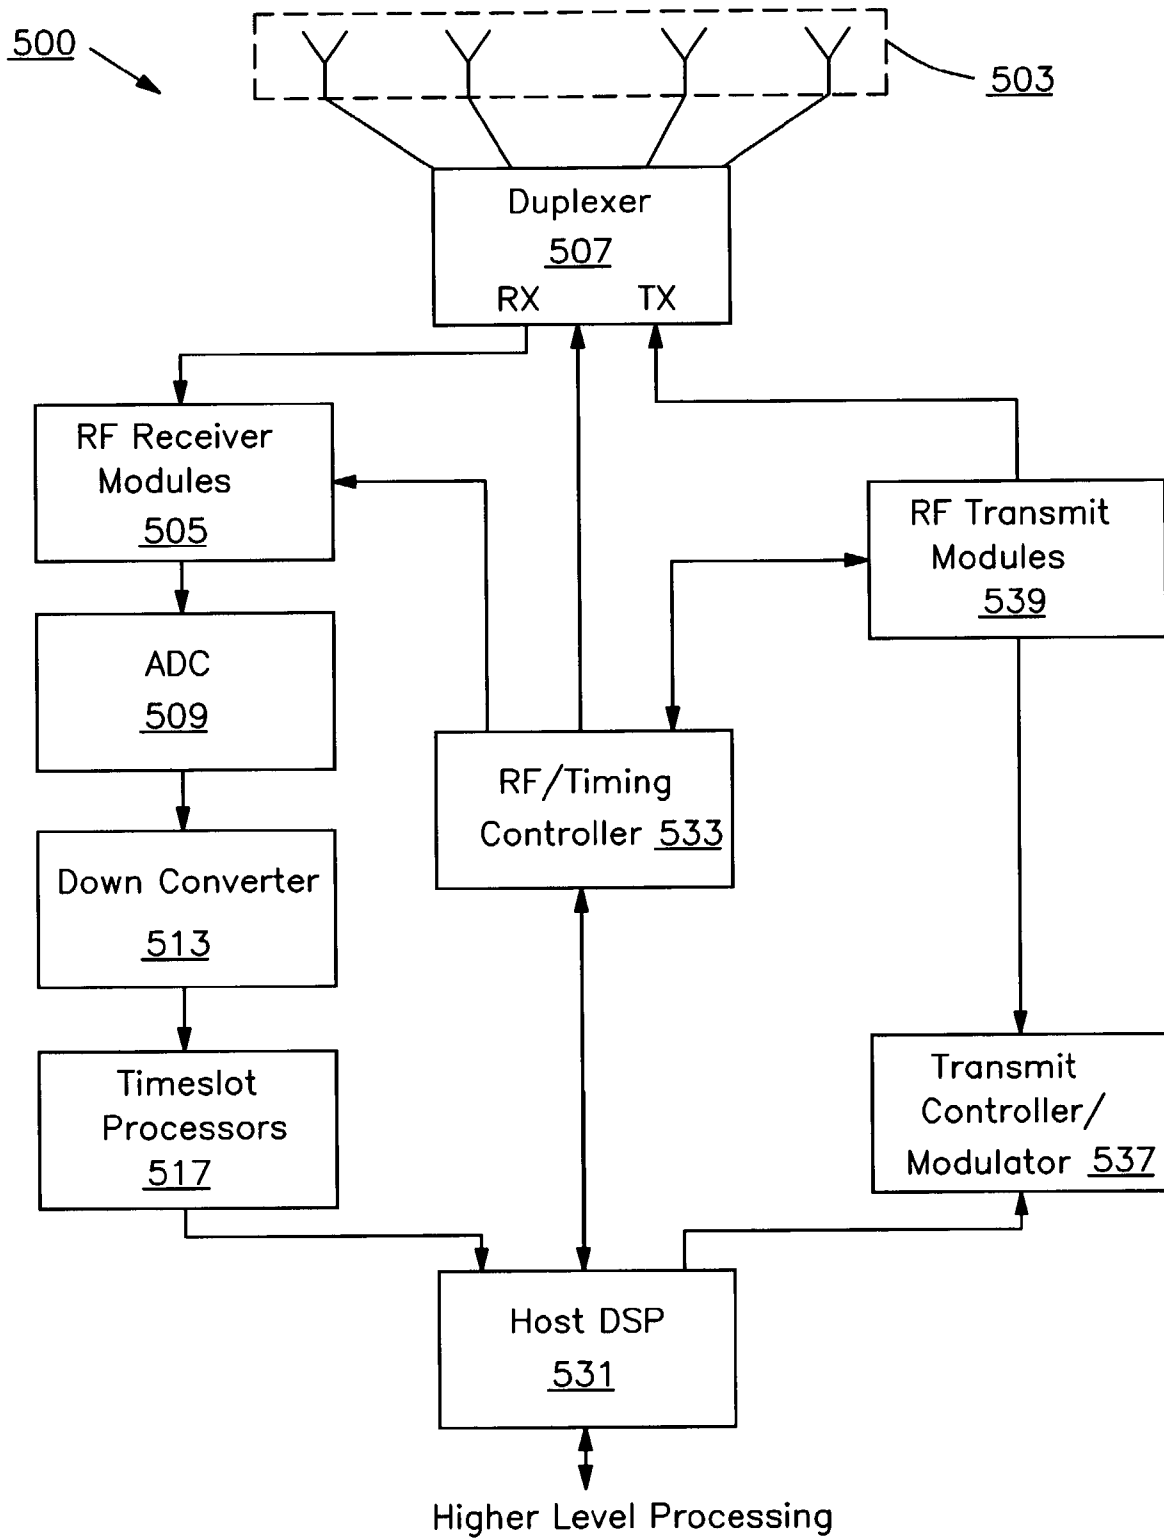 500
503
Duplexer
507
RX TX
RF Receiver
Modules
505
RF Transmit
Modules
539
ADC
509
RF/Timing
Controller 533
Down Converter
513
Timeslot
Processors
517
Transmit
Controller/
Modulator 537
Host DSP
531
Higher Level Processing